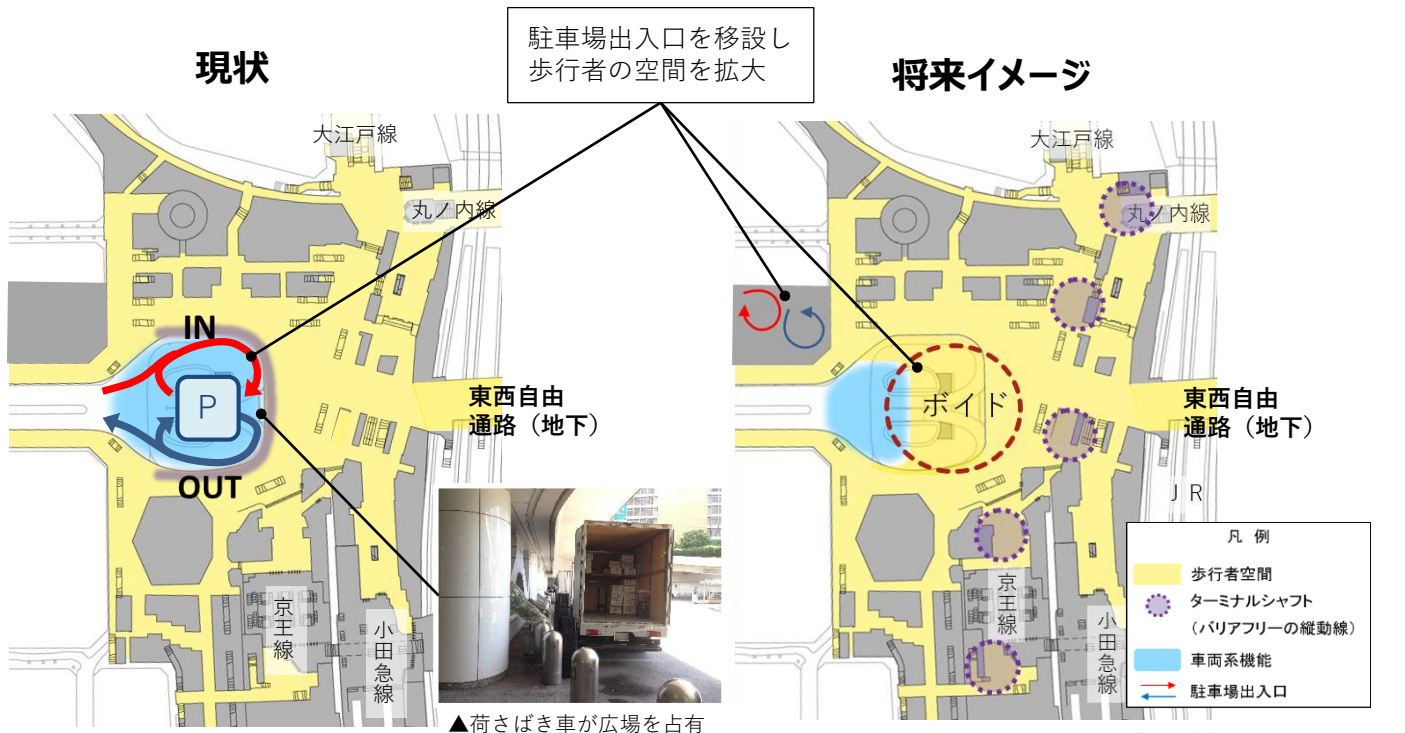 駐車場出入口を移設し
歩行者の空間を拡大
現状
大江戸線
丸ノ内線
IN
P
OUT
東西自由
通路（地下）
京王線
小田急線
▲荷さばき車が広場を占有
将来イメージ
大江戸線
丸ノ内線
ボイド
東西自由
通路（地下）
ＪＲ
京王線
小田急線
凡 例
歩行者空間
ターミナルシャフト
（バリアフリーの縦動線）
車両系機能
駐車場出入口